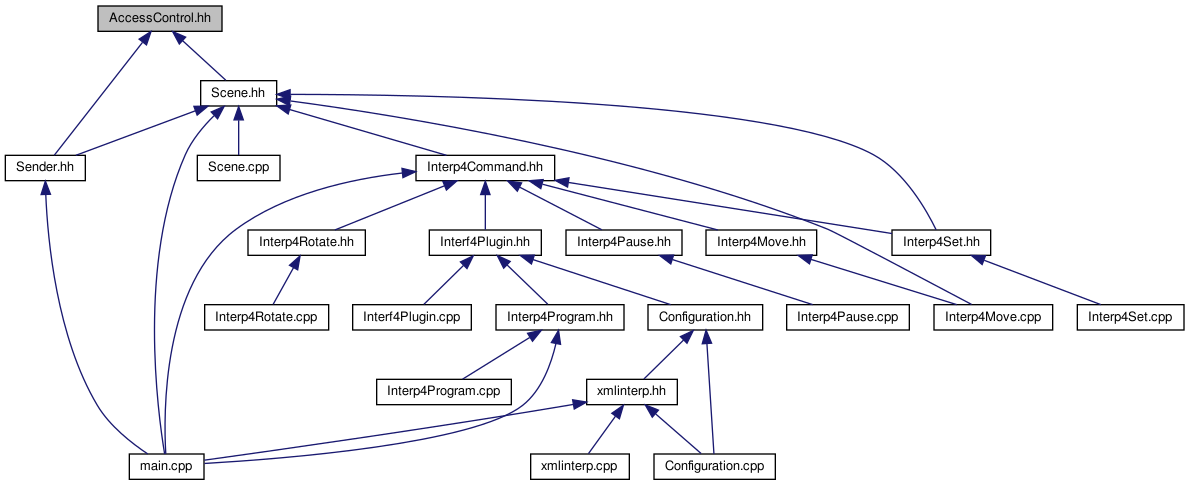 AccessControl.hh
Scene.hh
Sender.hh
Scene.cpp
Interp4Command.hh
Interp4Rotate.hh
Interf4Plugin.hh
Interp4Pause.hh
Interp4Move.hh
Interp4Set.hh
Interp4Rotate.cpp
Interf4Plugin.cpp
Interp4Program.hh
Configuration.hh
Interp4Pause.cpp
Interp4Move.cpp
Interp4Set.cpp
Interp4Program.cpp
xmlinterp.hh
main.cpp
xmlinterp.cpp
Configuration.cpp